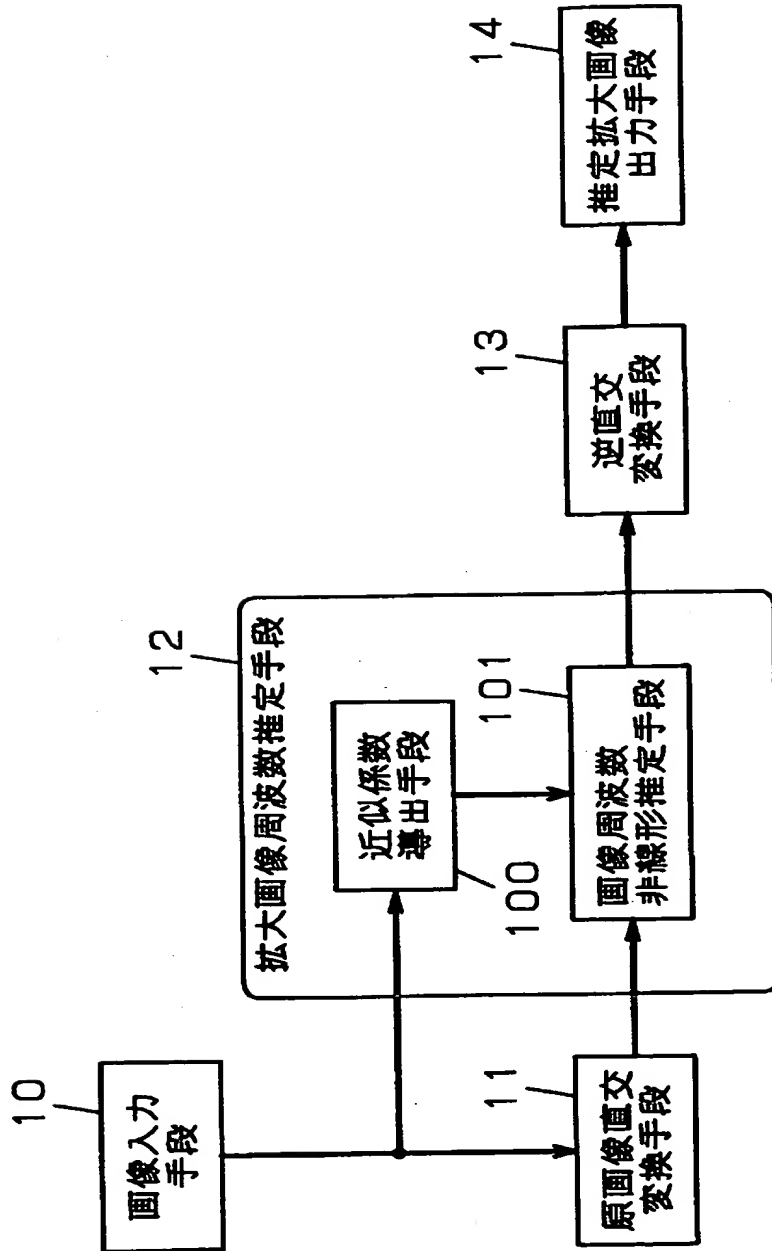 10
画像入力
手段
12
拡大画像周波数推定手段
近似係数
導出手段
100
11
原画像直交
変換手段
101
画像周波数
非線形推定手段
13
逆直交
変換手段
14
推定拡大画像
出力手段